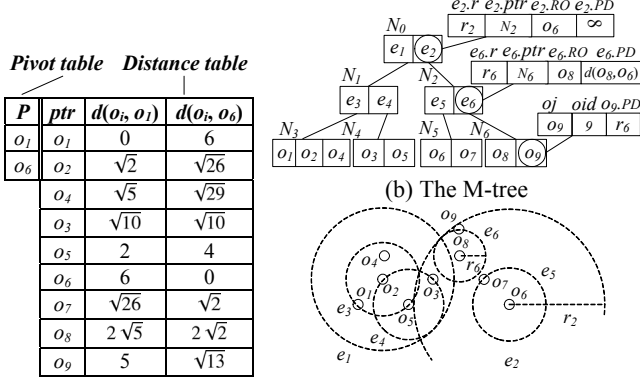 Pivot table Distance table
P ptr d(oi, o1) d(oi, o6)
o1 o1 0 6
o6 o2 √2 √26
o4 √5 √29
o3 √10 √10
o5 2 4
o6 6 0
o7 √26 √2
o8 2√5 2√2
o9 5 √13
e2.r e2.ptr e2.RO e2.PD
r2 N2 o6 ∞
N0
e1 e2
e6.r e6.ptr e6.RO e6.PD
r6 N6 o8 d(o8,o6)
N1 N2
e3 e4 e5 e6
oj oid o9.PD
o9 9 r6
N3 N4 N5 N6
o1 o2 o4 o3 o5 o6 o7 o8 o9
(b) The M-tree
o9
o8 e6
o4 r6
o1 o2 o3 o7 e5
o6
e3 o5 r2
e4
e1 e2